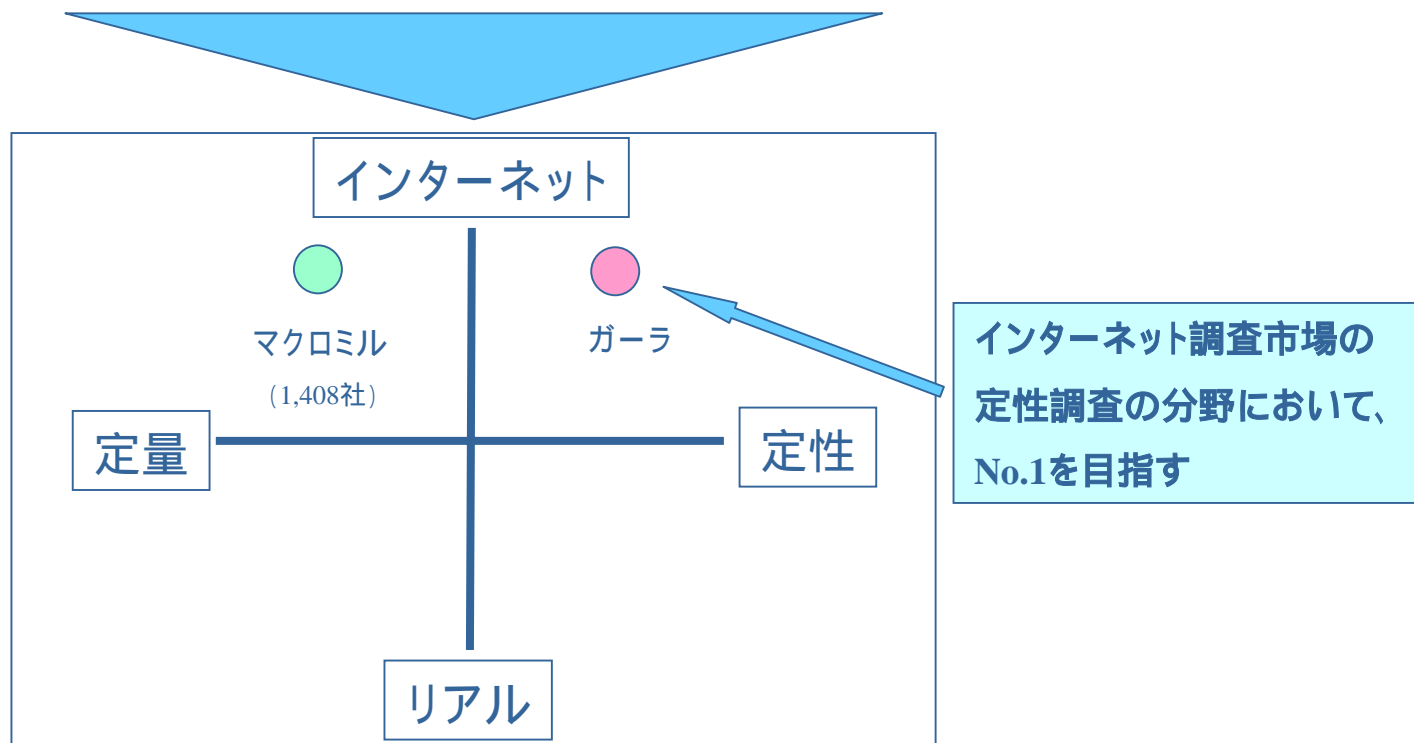 インターネット
マクロミル
(1,408社)
ガーラ
定量
定性
リアル
インターネット調査市場の
定性調査の分野において、
No.1を目指す